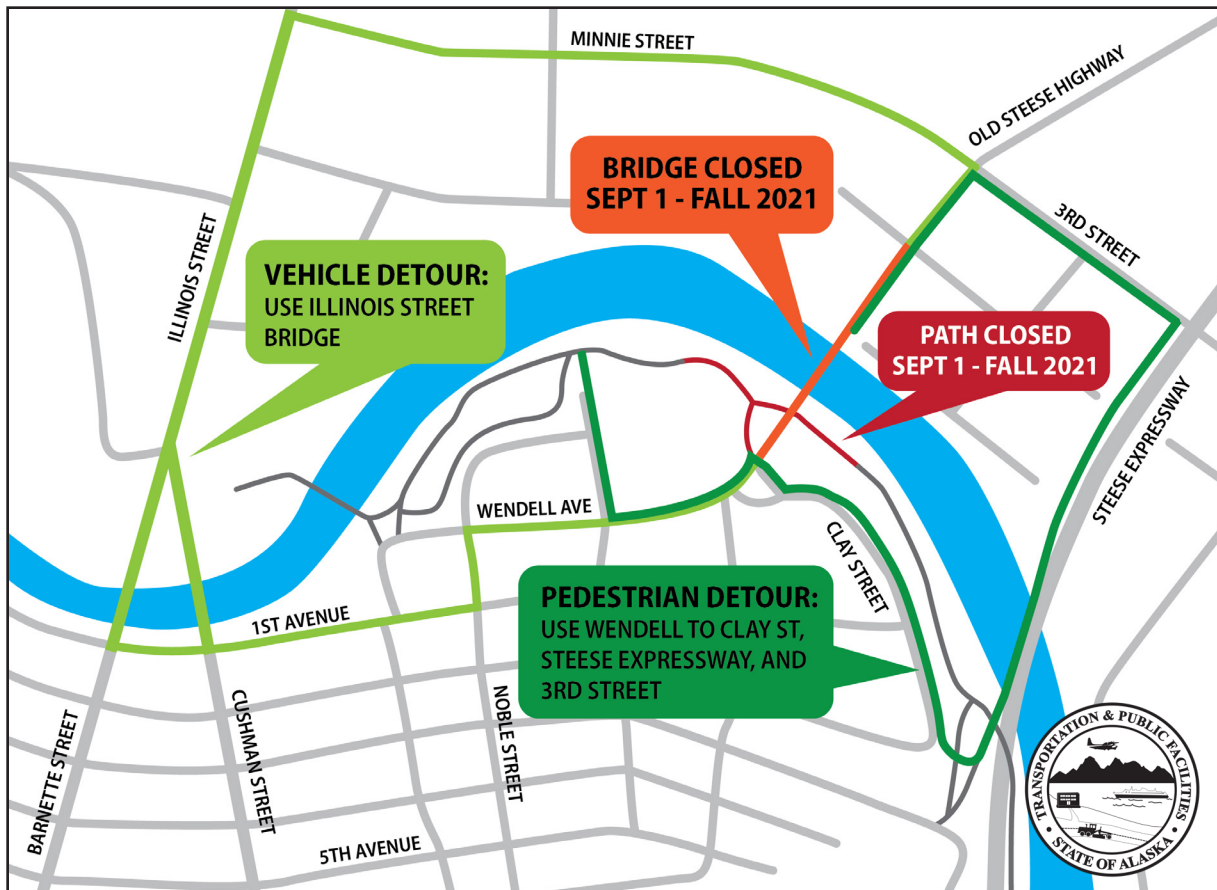 MINNIE STREET
OLD STEESE HIGHWAY
BRIDGE CLOSED
SEPT 1 - FALL 2021
3RD STREET
ILLINOIS STREET
VEHICLE DETOUR:
USE ILLINOIS STREET
BRIDGE
PATH CLOSED
SEPT 1 - FALL 2021
STEESE EXPRESSWAY
WENDELL AVE
CLAY STREET
PEDESTRIAN DETOUR:
USE WENDELL TO CLAY ST,
STEESE EXPRESSWAY, AND
3RD STREET
1ST AVENUE
BARNETTE STREET
CUSHMAN STREET
NOBLE STREET
5TH AVENUE
TRANSPORTATION & PUBLIC FACILITIES
STATE OF ALASKA